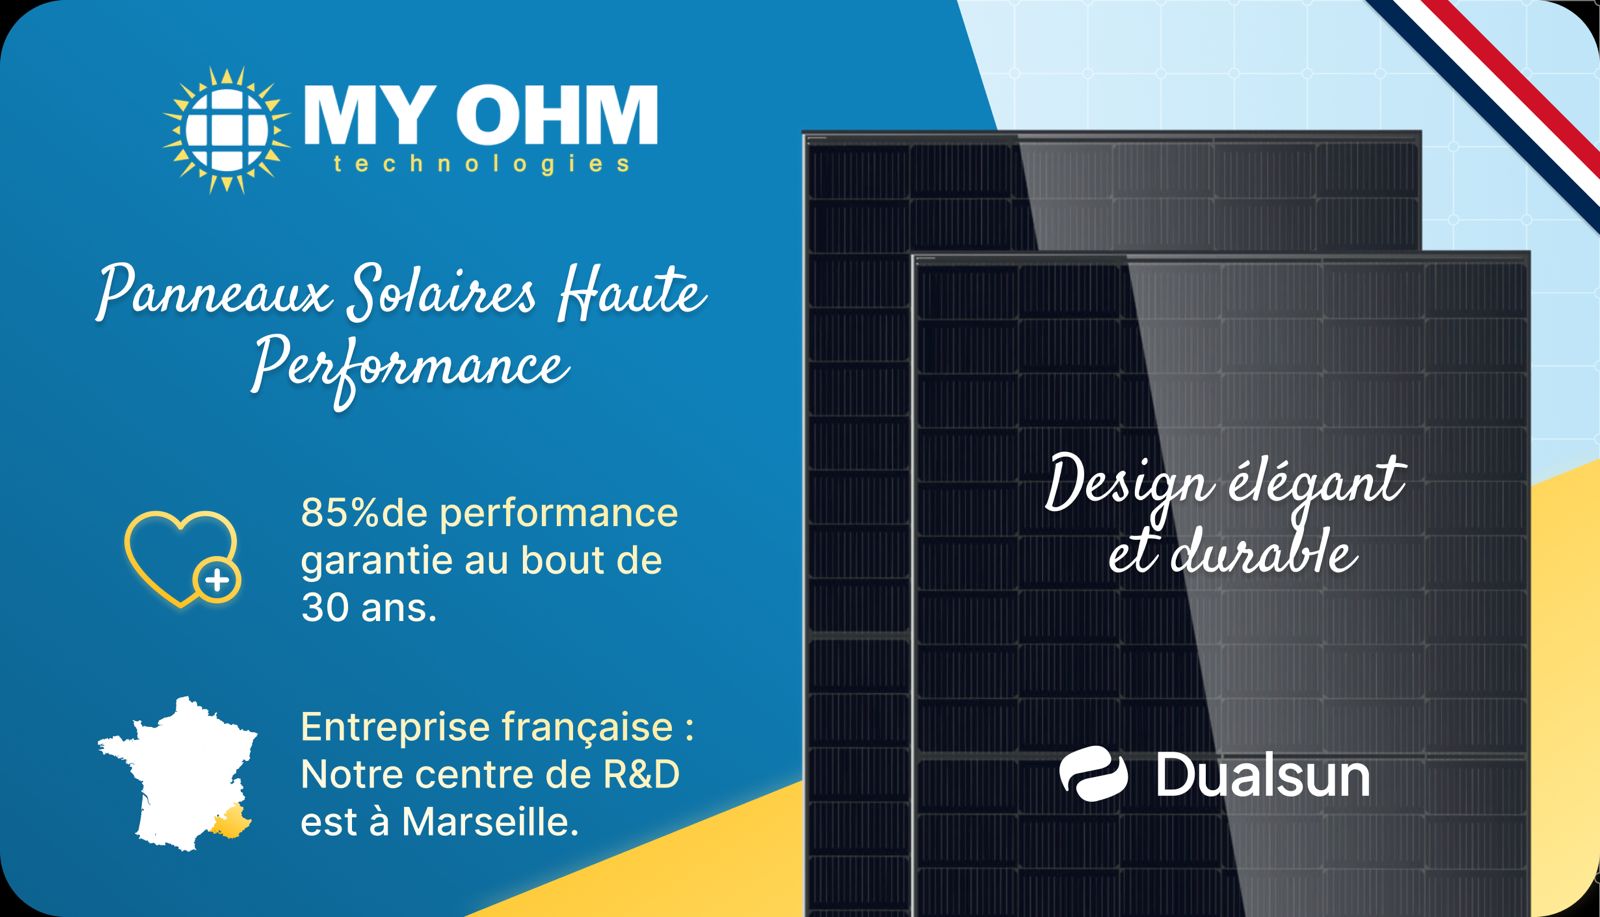 MY OHM
technologies
Panneaux Solaires Haute
Performance
85%de performance
garantie au bout de
30 ans.
Entreprise française :
Notre centre de R&D
est à Marseille.
Design élégant
et durable
Dualsun